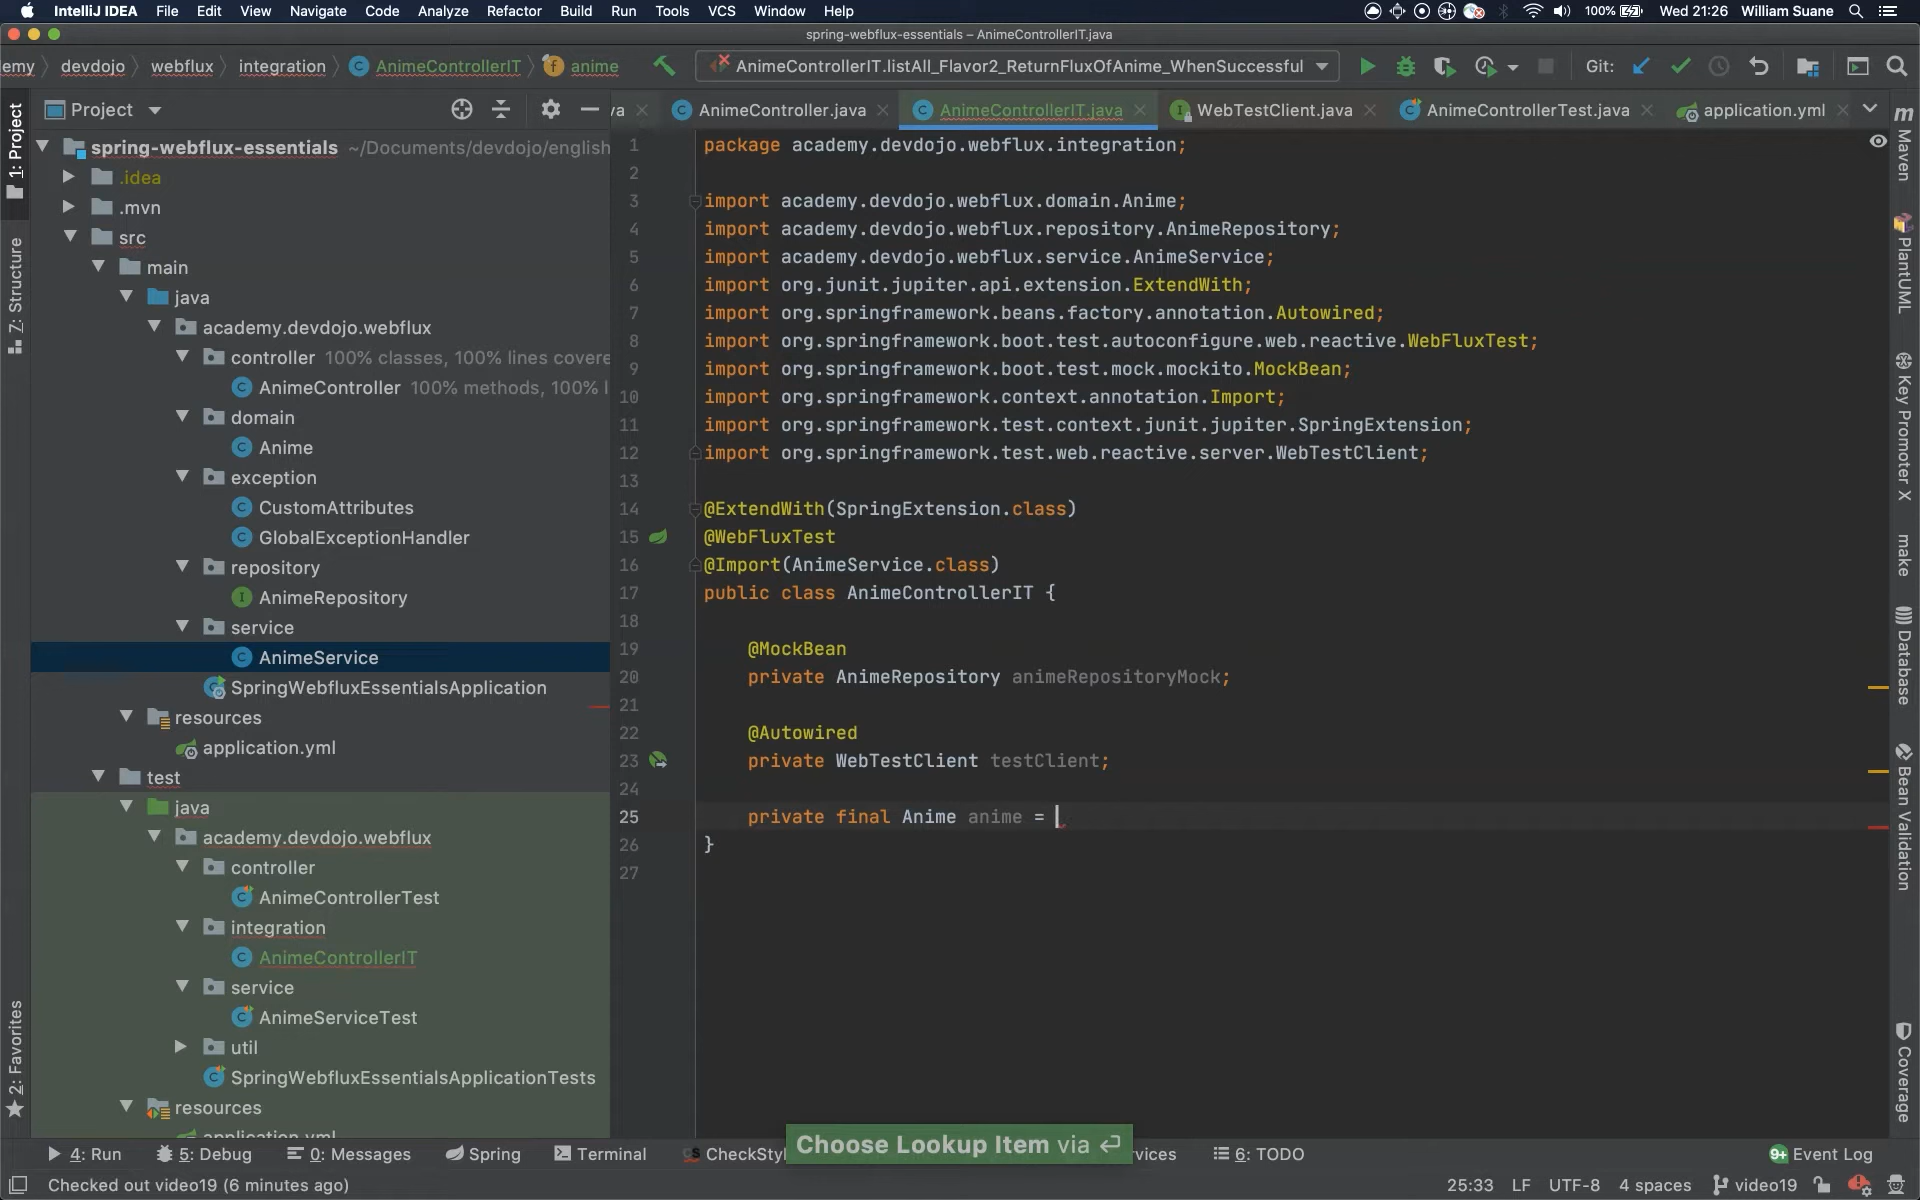 IntelliJ IDEA File Edit View Navigate Code Analyze Refactor Build Run Tools VCS Window Help 100% Wed 21:26 William Suane
spring-webflux-essentials – AnimeControllerIT.java
demy devdojo webflux integration AnimeControllerIT anime AnimeControllerIT.listAll_Flavor2_ReturnFluxOfAnime_WhenSuccessful Git:
Project
va AnimeController.java AnimeControllerIT.java WebTestClient.java AnimeControllerTest.java application.yml
1: Project
7: Structure
2: Favorites
spring-webflux-essentials ~/Documents/devdojo/english
.idea
.mvn
src
main
java
academy.devdojo.webflux
controller 100% classes, 100% lines covere
AnimeController 100% methods, 100% l
domain
Anime
exception
CustomAttributes
GlobalExceptionHandler
repository
AnimeRepository
service
AnimeService
SpringWebfluxEssentialsApplication
resources
application.yml
test
java
academy.devdojo.webflux
controller
AnimeControllerTest
integration
AnimeControllerIT
service
AnimeServiceTest
util
SpringWebfluxEssentialsApplicationTests
resources
application.yml
1 package academy.devdojo.webflux.integration;
2
3 import academy.devdojo.webflux.domain.Anime;
4 import academy.devdojo.webflux.repository.AnimeRepository;
5 import academy.devdojo.webflux.service.AnimeService;
6 import org.junit.jupiter.api.extension.ExtendWith;
7 import org.springframework.beans.factory.annotation.Autowired;
8 import org.springframework.boot.test.autoconfigure.web.reactive.WebFluxTest;
9 import org.springframework.boot.test.mock.mockito.MockBean;
10 import org.springframework.context.annotation.Import;
11 import org.springframework.test.context.junit.jupiter.SpringExtension;
12 import org.springframework.test.web.reactive.server.WebTestClient;
13
14 @ExtendWith(SpringExtension.class)
15 @WebFluxTest
16 @Import(AnimeService.class)
17 public class AnimeControllerIT {
18
19 @MockBean
20 private AnimeRepository animeRepositoryMock;
21
22 @Autowired
23 private WebTestClient testClient;
24
25 private final Anime anime =
26 }
27
m Maven
PlantUML
Key Promoter X
make
Database
Bean Validation
Coverage
Choose Lookup Item via ⏎
4: Run 5: Debug 0: Messages Spring Terminal CheckStyl rvices 6: TODO 9+ Event Log
Checked out video19 (6 minutes ago) 25:33 LF UTF-8 4 spaces video19